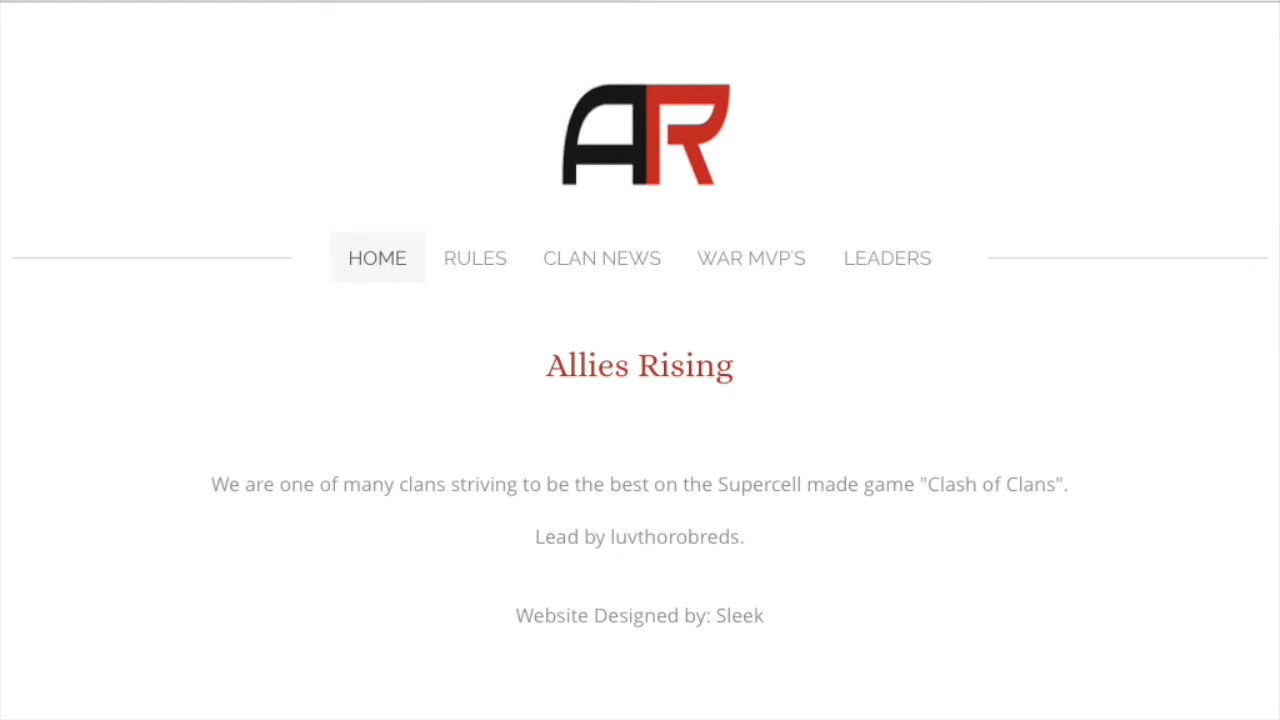 AR
HOME RULES CLAN NEWS WAR MVP'S LEADERS
Allies Rising
We are one of many clans striving to be the best on the Supercell made game "Clash of Clans".
Lead by luvthorobreds.
Website Designed by: Sleek